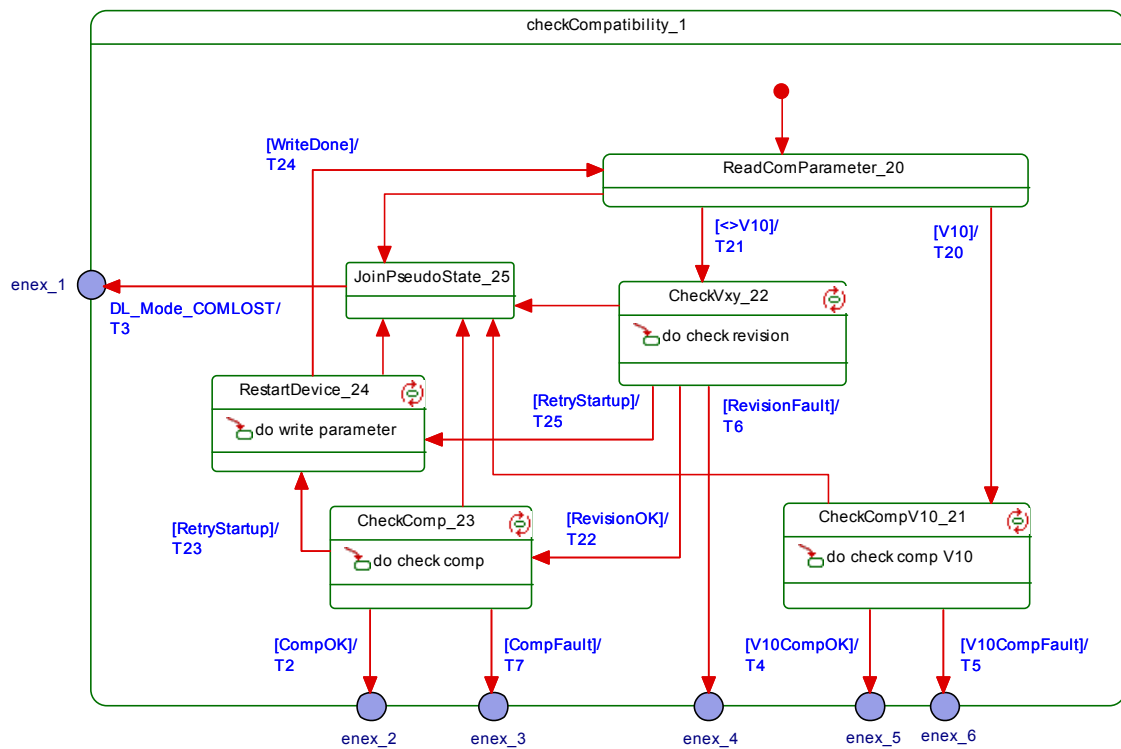 checkCompatibility_1
[WriteDone]/
T24
ReadComParameter_20
[<>V10]/
T21
[V10]/
T20
enex_1
JoinPseudoState_25
DL_Mode_COMLOST/
T3
CheckVxy_22
do check revision
RestartDevice_24
do write parameter
[RetryStartup]/
T25
[RevisionFault]/
T6
[RetryStartup]/
T23
CheckComp_23
do check comp
[RevisionOK]/
T22
CheckCompV10_21
do check comp V10
[CompOK]/
T2
[CompFault]/
T7
[V10CompOK]/
T4
[V10CompFault]/
T5
enex_2
enex_3
enex_4
enex_5
enex_6